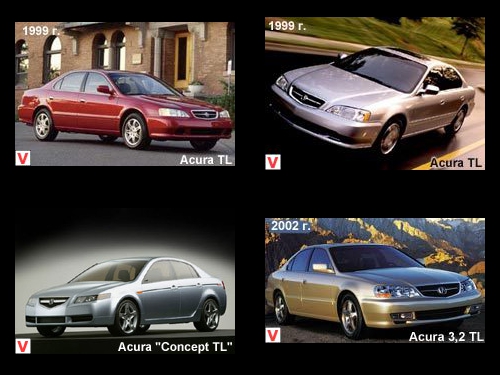 1999 г.
V
Acura TL
1999 г.
V
Acura TL
V
Acura "Concept TL"
2002 г.
V
Acura 3,2 TL